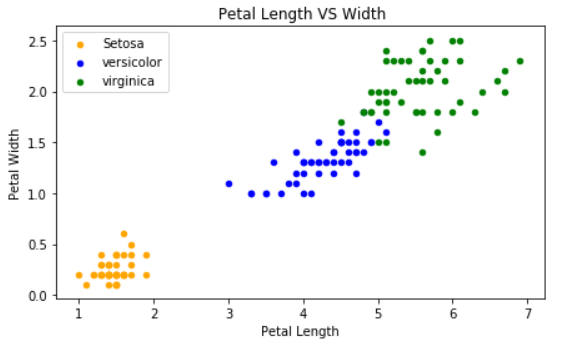 Petal Length VS Width
Setosa
versicolor
virginica
Petal Width
2.5
2.0
1.5
1.0
0.5
0.0
1 2 3 4 5 6 7
Petal Length